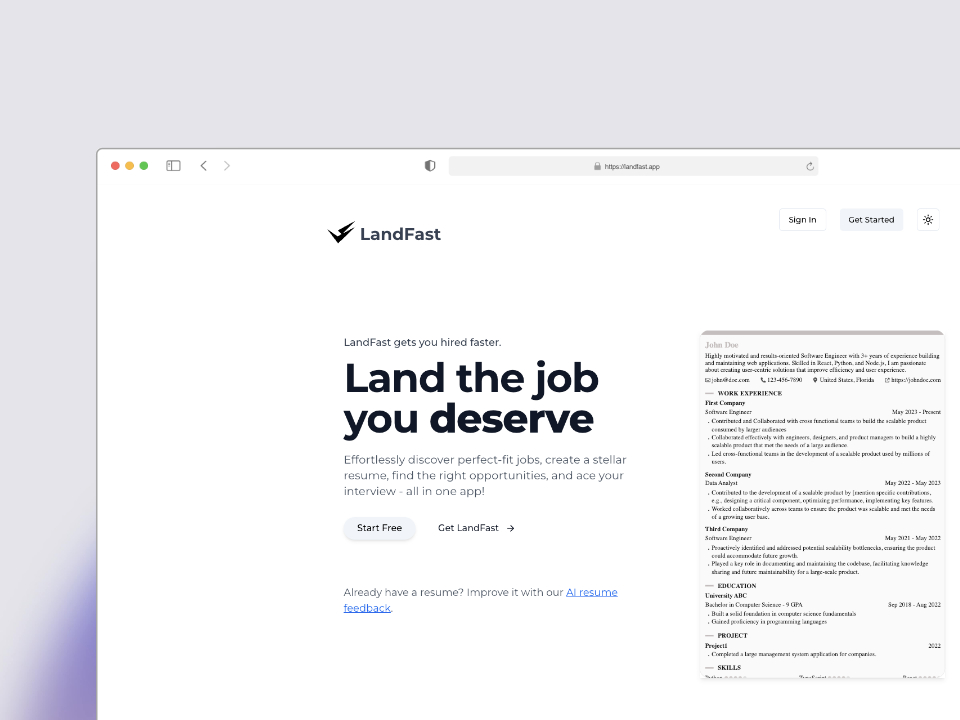 https://landfast.app
Sign In
Get Started
LandFast
LandFast gets you hired faster.
Land the job
you deserve
Effortlessly discover perfect-fit jobs, create a stellar
resume, find the right opportunities, and ace your
interview - all in one app!
Start Free
Get LandFast →
Already have a resume? Improve it with our AI resume
feedback.
John Doe
Highly motivated and results-oriented Software Engineer with 3+ years of experience building
and maintaining web applications. Skilled in React, Python, and Node.js, I am passionate
about creating user-centric solutions that improve efficiency and user experience.
john@doe.com 123-456-7890 United States, Florida https://johndoe.com
WORK EXPERIENCE
First Company
Software Engineer May 2023 - Present
. Contributed and Collaborated with cross functional teams to build the scalable product
consumed by larger audiences
. Collaborated effectively with engineers, designers, and product managers to build a highly
scalable product that met the needs of a large audience.
. Led cross-functional teams in the development of a scalable product used by millions of
users.
Second Company
Data Analyst May 2022 - May 2023
. Contributed to the development of a scalable product by [mention specific contributions,
e.g., designing a critical component, optimizing performance, implementing key features.
. Worked collaboratively across teams to ensure the product was scalable and met the needs
of a growing user base.
Third Company
Software Engineer May 2021 - May 2022
. Proactively identified and addressed potential scalability bottlenecks, ensuring the product
could accommodate future growth.
. Played a key role in documenting and maintaining the codebase, facilitating knowledge
sharing and future maintainability for a large-scale product.
EDUCATION
University ABC
Bachelor in Computer Science - 9 GPA Sep 2018 - Aug 2022
. Built a solid foundation in computer science fundamentals
. Gained proficiency in programming languages
PROJECT
Project1 2022
. Completed a large management system application for companies.
SKILLS